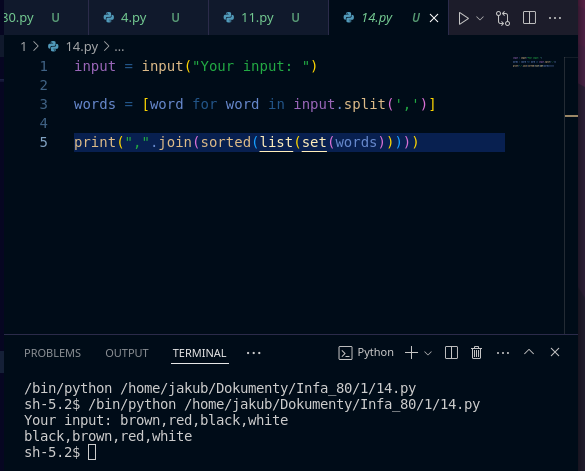 30.py U 4.py U 11.py U 14.py U
1 > 14.py > ...
1 input = input("Your input: ")
2
3 words = [word for word in input.split(',')]
4
5 print(",".join(sorted(list(set(words)))))
PROBLEMS OUTPUT TERMINAL ... Python
/bin/python /home/jakub/Dokumenty/Infa_80/1/14.py
sh-5.2$ /bin/python /home/jakub/Dokumenty/Infa_80/1/14.py
Your input: brown,red,black,white
black,brown,red,white
sh-5.2$